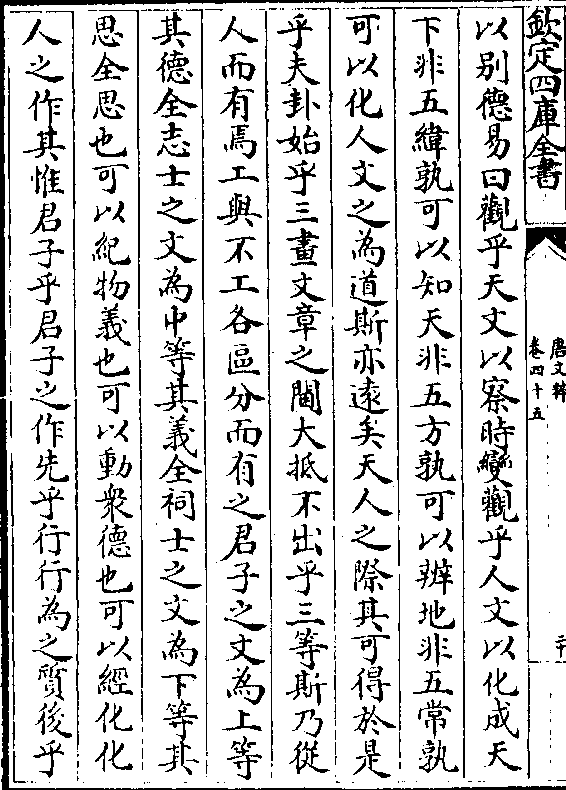 欽定四庫全書
唐文粹
卷四十五
二十
以别德易曰觀乎天文以察時變觀乎人文以化成天
下非五緯孰可以知天非五方孰可以辨地非五常孰
可以化人文之為道斯亦遠矣天人之際其可得於是
乎夫卦始乎三畫文章之閫大抵不出乎三等斯乃從
人而有焉工與不工各區分而有之君子之文為上等
其德全志士之文為中等其義全祠士之文為下等其
思全思也可以紀物義也可以動衆德也可以經化化
人之作其惟君子乎君子之作先乎行行為之質後乎